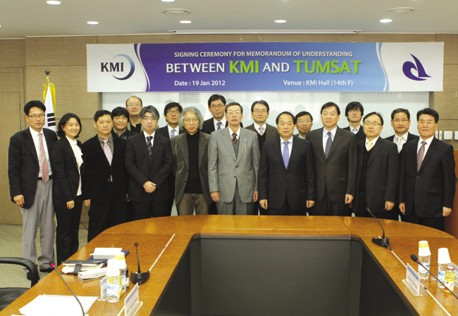 SIGNING CEREMONY FOR MEMORANDUM OF UNDERSTANDING
KMI
BETWEEN KMI AND TUMSAT
Date : 19 Jan 2012
Venue : KMI Hall (14th F)